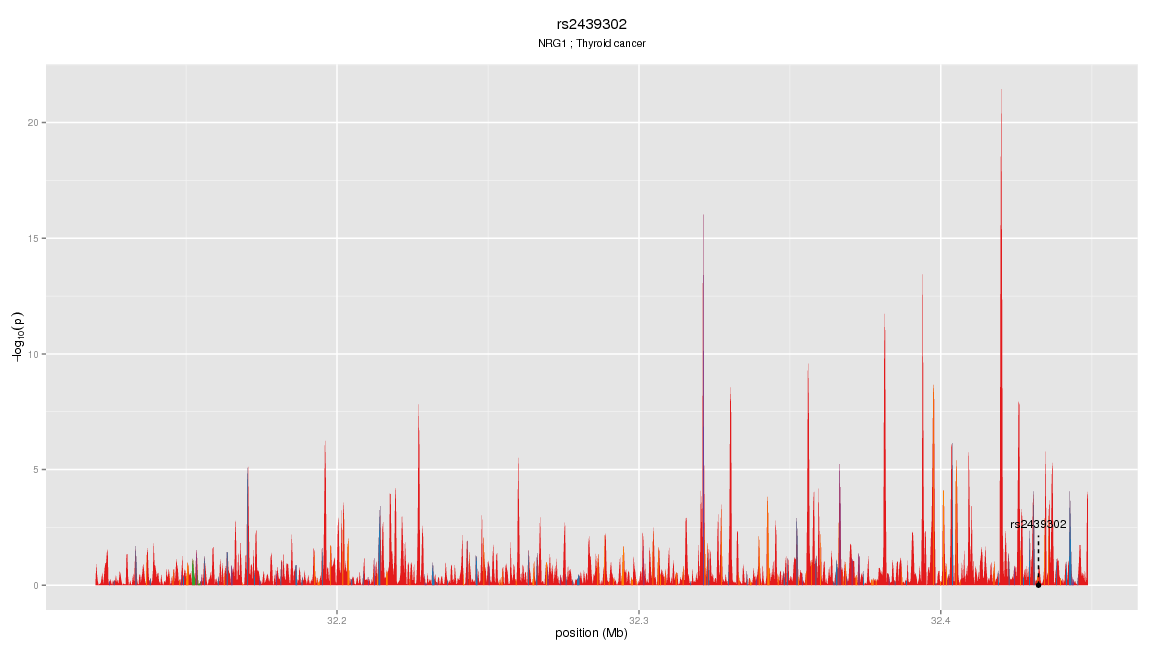 rs2439302
NRG1 ; Thyroid cancer
20
15
10
5
0
−log10(p)
rs2439302
32.2
32.3
32.4
position (Mb)